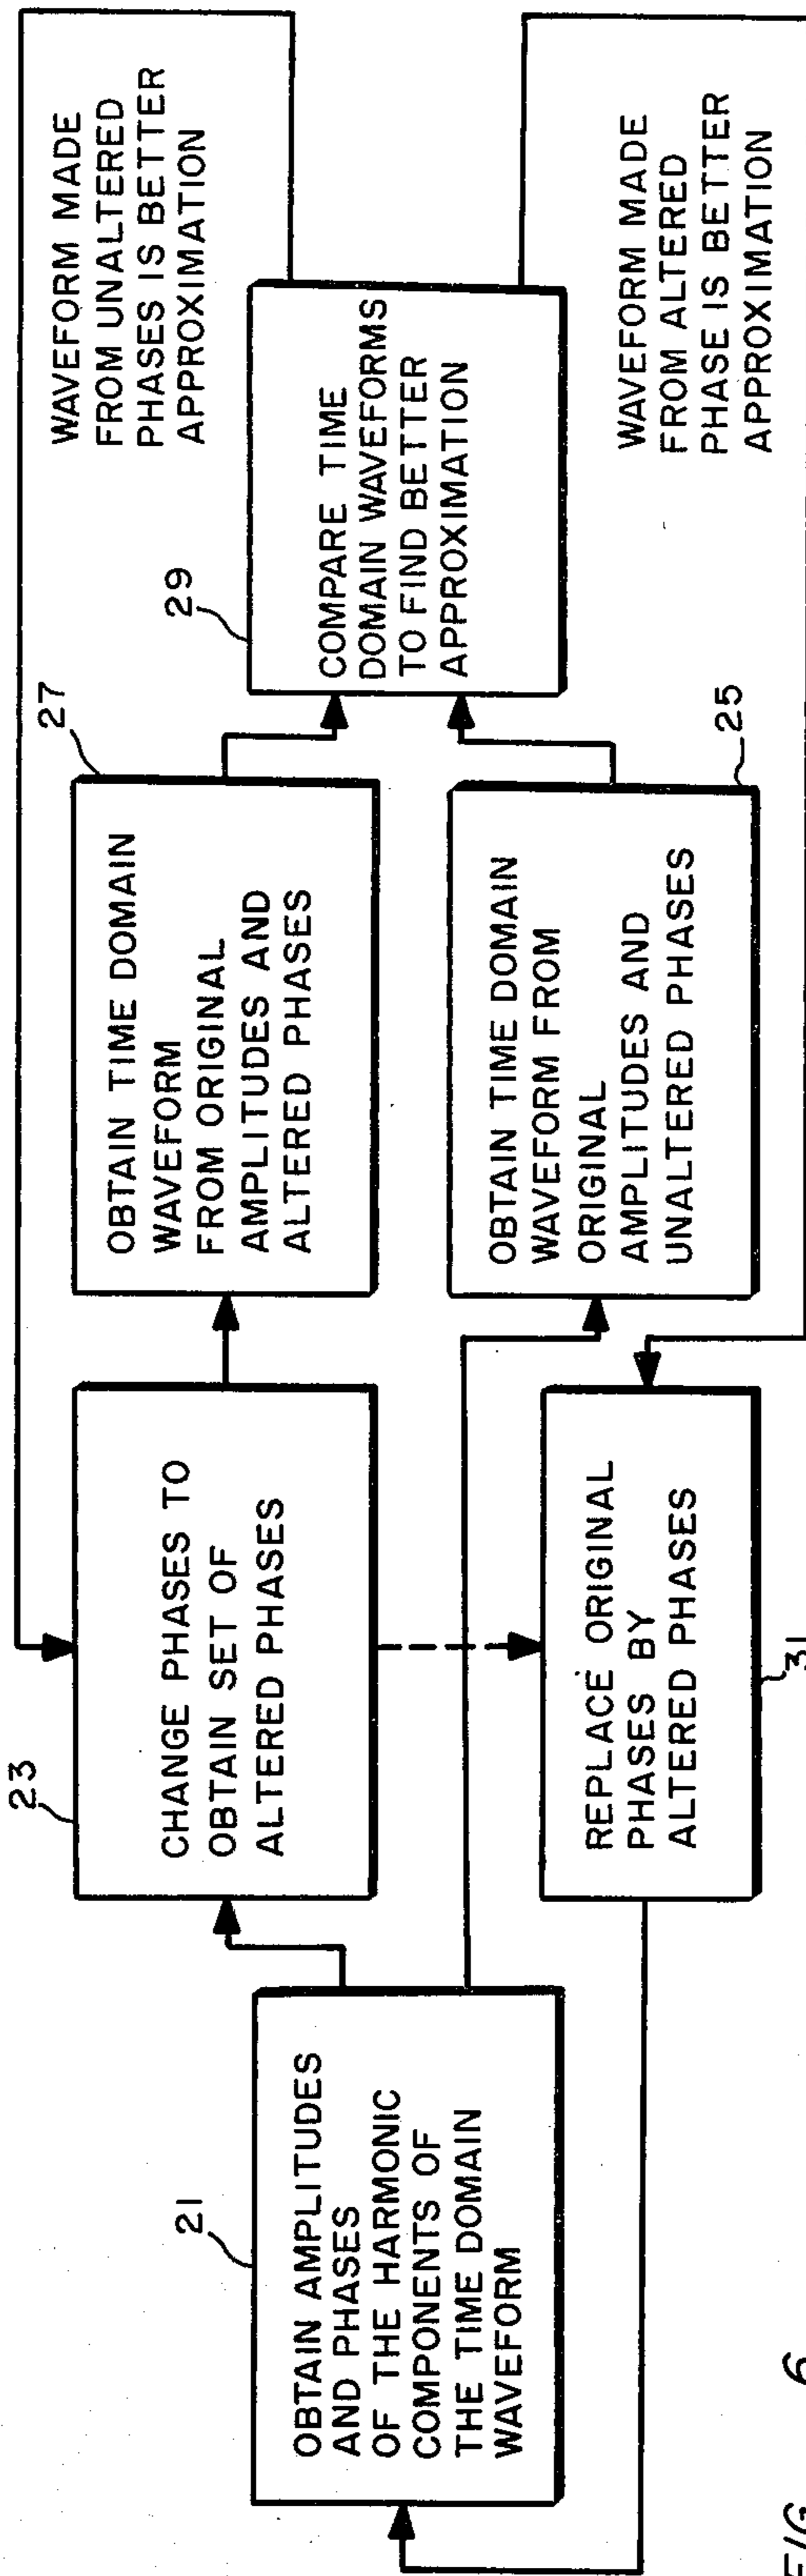 21
OBTAIN AMPLITUDES
AND PHASES
OF THE HARMONIC
COMPONENTS OF
THE TIME DOMAIN
WAVEFORM
23
CHANGE PHASES TO
OBTAIN SET OF
ALTERED PHASES
REPLACE ORIGINAL
PHASES BY
ALTERED PHASES
31
27
OBTAIN TIME DOMAIN
WAVEFORM
FROM ORIGINAL
AMPLITUDES AND
ALTERED PHASES
OBTAIN TIME DOMAIN
WAVEFORM FROM
ORIGINAL
AMPLITUDES AND
UNALTERED PHASES
25
29
COMPARE TIME
DOMAIN WAVEFORMS
TO FIND BETTER
APPROXIMATION
WAVEFORM MADE
FROM UNALTERED
PHASES IS BETTER
APPROXIMATION
WAVEFORM MADE
FROM ALTERED
PHASE IS BETTER
APPROXIMATION
FIG 6